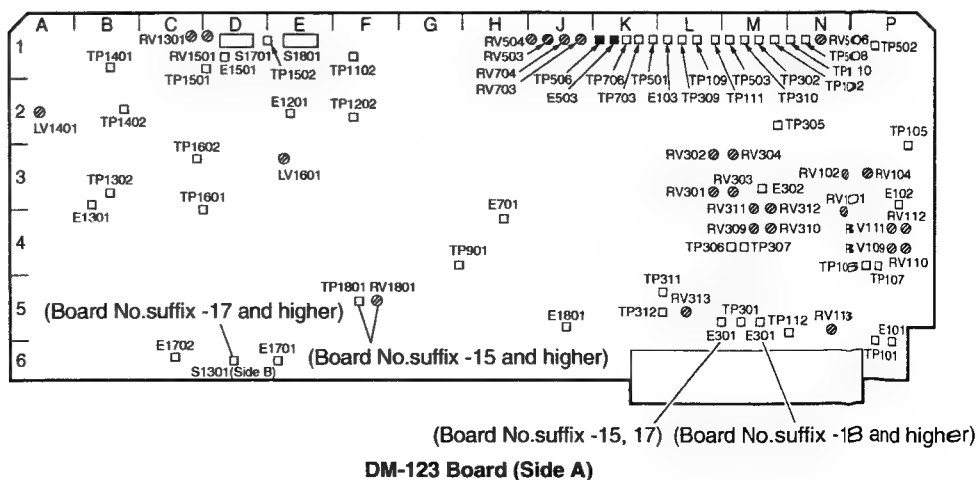 A B C D E F G H J K L M N P
1
2
3
4
5
6
RV1301 RV1501 S1701 S1801
TP1401 E1501 TP1502 TP1102
TP1501
RV504 RV506 TP502
RV503 TP508
RV704 TP506 TP706 TP501 TP109 TP503 TP302 TP110
RV703 E503 TP703 E103 TP309 TP111 TP310 TP102
LV1401 TP1402 E1201 TP1202
TP305 TP105
TP1602 RV302 RV304
LV1601
TP1302 RV303 RV102 RV104
E1301 TP1601 E701 RV301 E302 RV101 E102
RV311 RV312 RV112
RV309 RV310 RV111
TP901 TP306 TP307 RV109 RV110
TP107
TP1801 RV1801 TP311
(Board No.suffix -17 and higher) E1801 TP312 RV313 TP301 TP112 RV113
E301 E301 E101
E1702 S1301(Side B) E1701 (Board No.suffix -15 and higher) TP101
(Board No.suffix -15, 17) (Board No.suffix -18 and higher)
DM-123 Board (Side A)